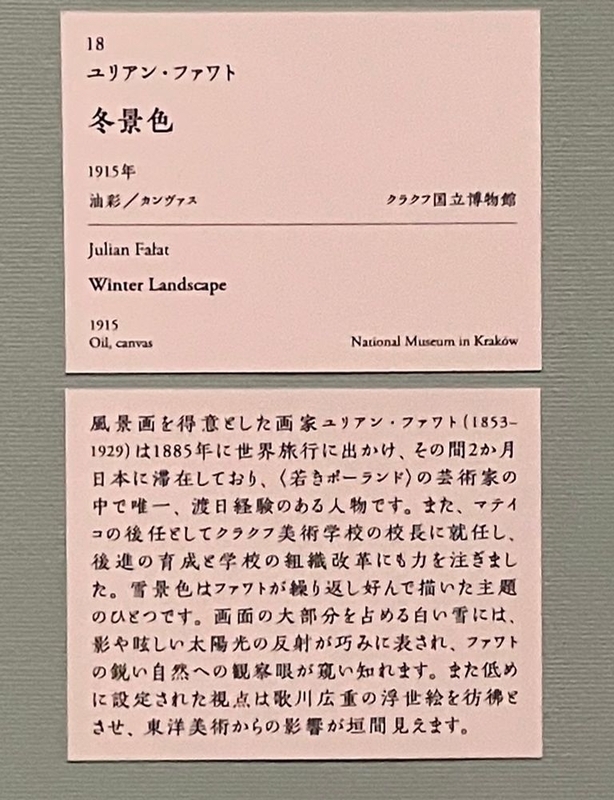 18
ユリアン・ファワト
冬景色
1915年
油彩／カンヴァス
クラクフ国立博物館
Julian Fałat
Winter Landscape
1915
Oil, canvas
National Museum in Kraków
風景画を得意とした画家ユリアン・ファワト（1853–
1929）は1885年に世界旅行に出かけ、その間2か月
日本に滞在しており、〈若きポーランド〉の芸術家の
中で唯一、渡日経験のある人物です。また、マテイ
コの後任としてクラクフ美術学校の校長に就任し、
後進の育成と学校の組織改革にも力を注ぎまし
た。雪景色はファワトが繰り返し好んで描いた主題
のひとつです。画面の大部分を占める白い雪には、
影や眩しい太陽光の反射が巧みに表され、ファワト
の鋭い自然への観察眼が窺い知れます。また低め
に設定された視点は歌川広重の浮世絵を彷彿と
させ、東洋美術からの影響が垣間見えます。